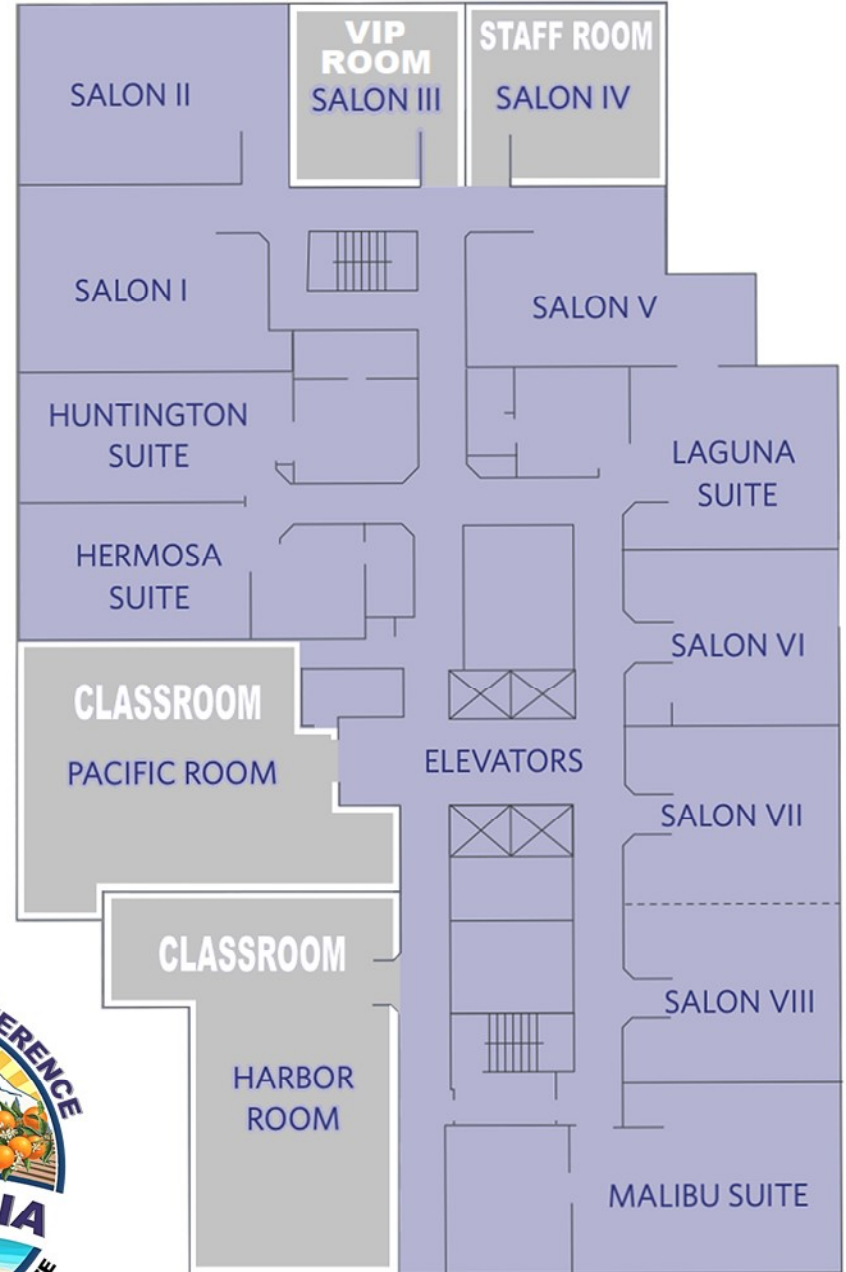 VIP
ROOM
SALON III
STAFF ROOM
SALON IV
SALON II
SALON I
SALON V
HUNTINGTON
SUITE
LAGUNA
SUITE
HERMOSA
SUITE
SALON VI
CLASSROOM
PACIFIC ROOM
ELEVATORS
SALON VII
CLASSROOM
SALON VIII
HARBOR
ROOM
MALIBU SUITE